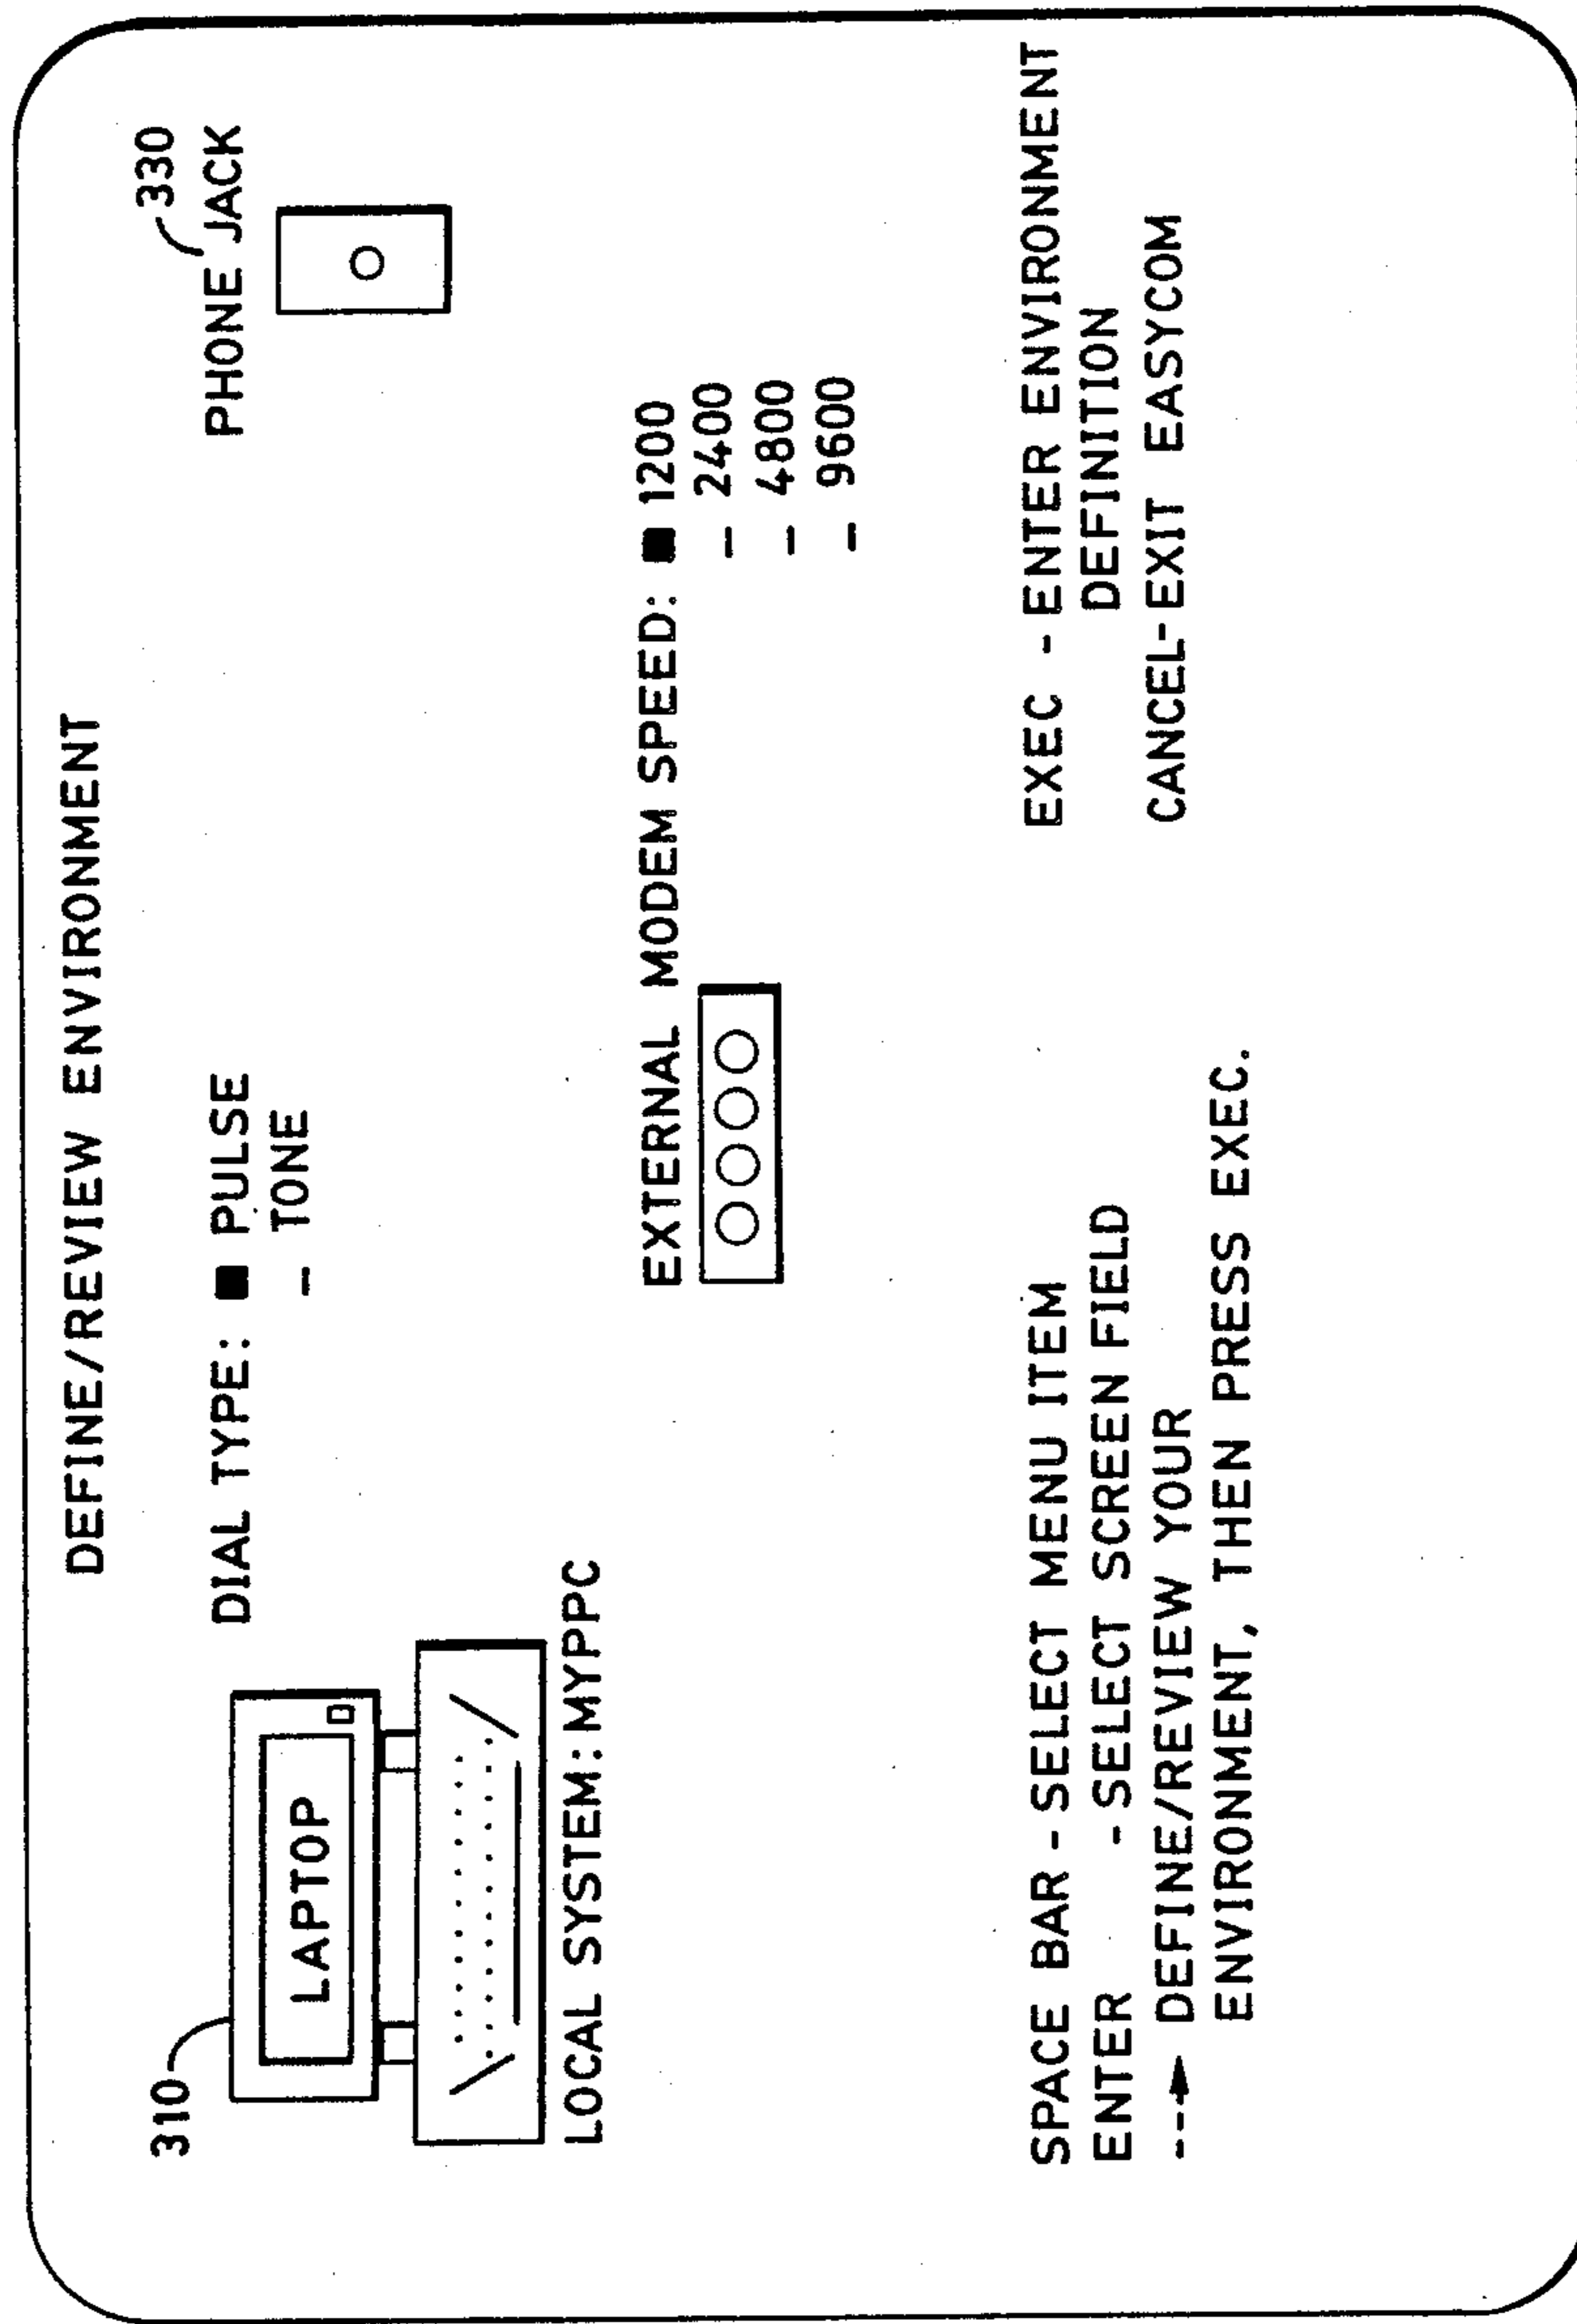 DEFINE/REVIEW ENVIRONMENT
310
330
LAPTOP
DIAL TYPE: ■ PULSE
- TONE
PHONE JACK
LOCAL SYSTEM: MYPPC
EXTERNAL MODEM SPEED: ■ 1200
- 2400
- 4800
- 9600
SPACE BAR - SELECT MENU ITEM
ENTER - SELECT SCREEN FIELD
---> DEFINE/REVIEW YOUR
ENVIRONMENT, THEN PRESS EXEC.
EXEC - ENTER ENVIRONMENT
DEFINITION
CANCEL-EXIT EASYCOM